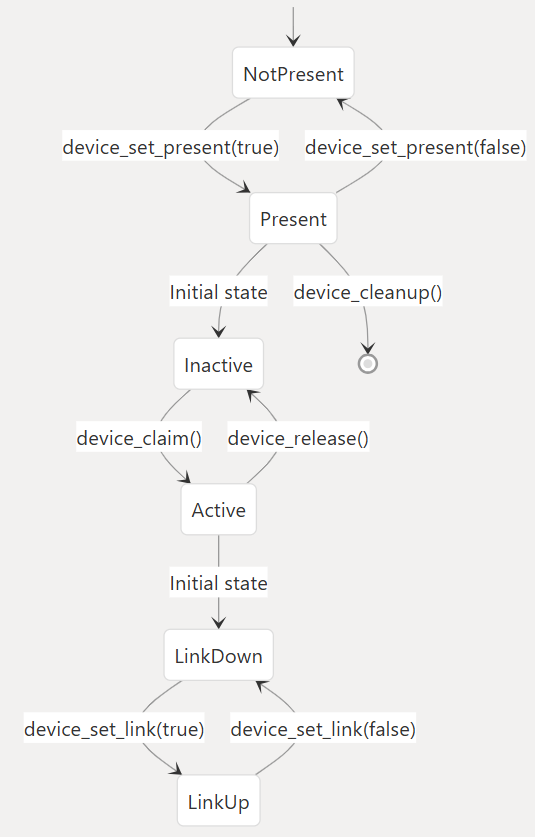 NotPresent
device_set_present(true)
device_set_present(false)
Present
Initial state
device_cleanup()
Inactive
device_claim()
device_release()
Active
Initial state
LinkDown
device_set_link(true)
device_set_link(false)
LinkUp